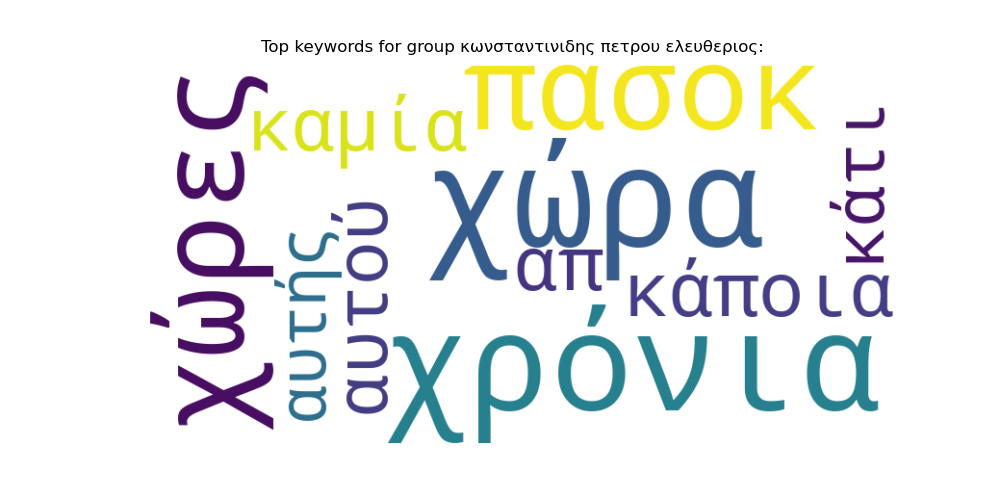 Top keywords for group κωνσταντινιδης πετρου ελευθεριος:
πασοκ
καμία
χώρες
χώρα
κάτι
αυτής
αυτού
απ
κάποια
χρόνια